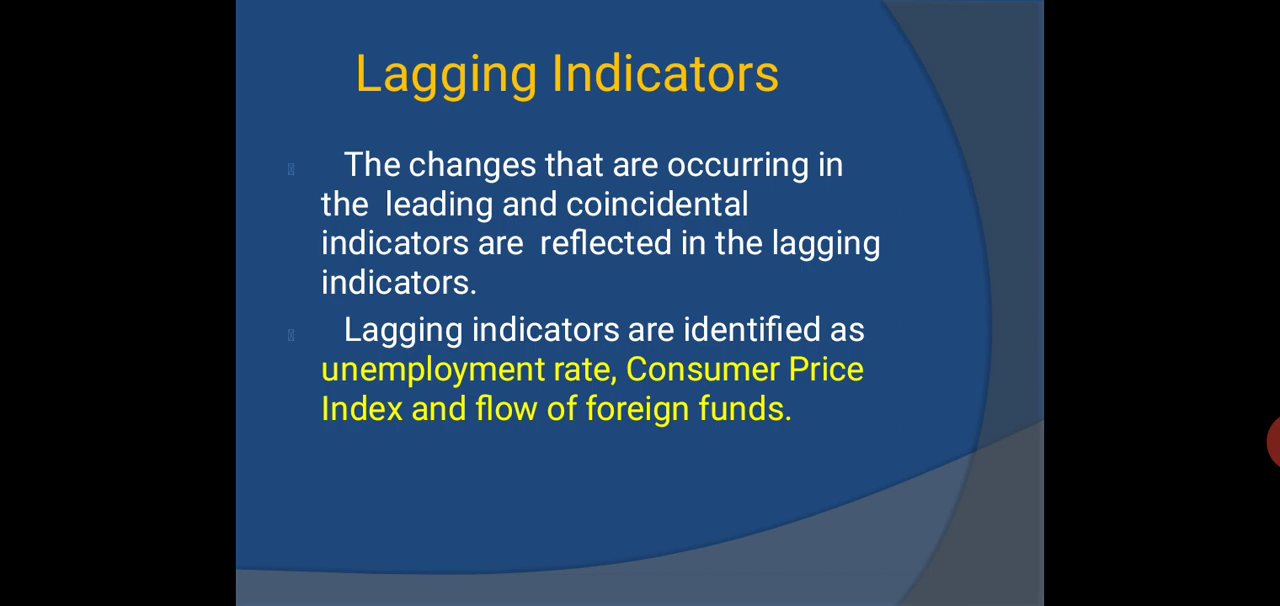 Lagging Indicators
The changes that are occurring in
the leading and coincidental
indicators are reflected in the lagging
indicators.
Lagging indicators are identified as
unemployment rate, Consumer Price
Index and flow of foreign funds.